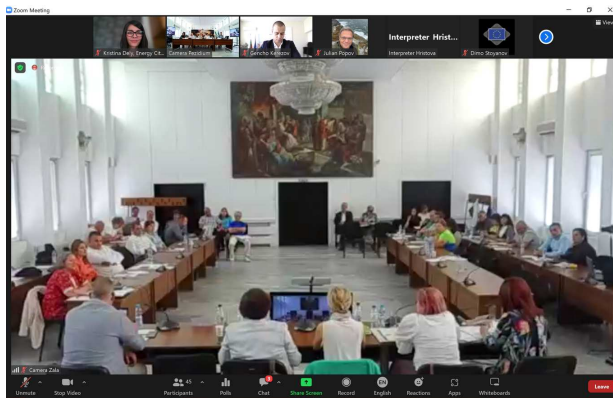 Zoom Meeting
View
Kristina Dely, Energy Cit...
Camera Pezidium
Gencho Kerezov
Julian Popov
Interpreter Hrist...
Interpreter Hristova
Dimo Stoyanov
Camera Zala
Unmute
Stop Video
45
Participants
Polls
Chat
Share Screen
Record
EN
English
Reactions
Apps
Whiteboards
Leave